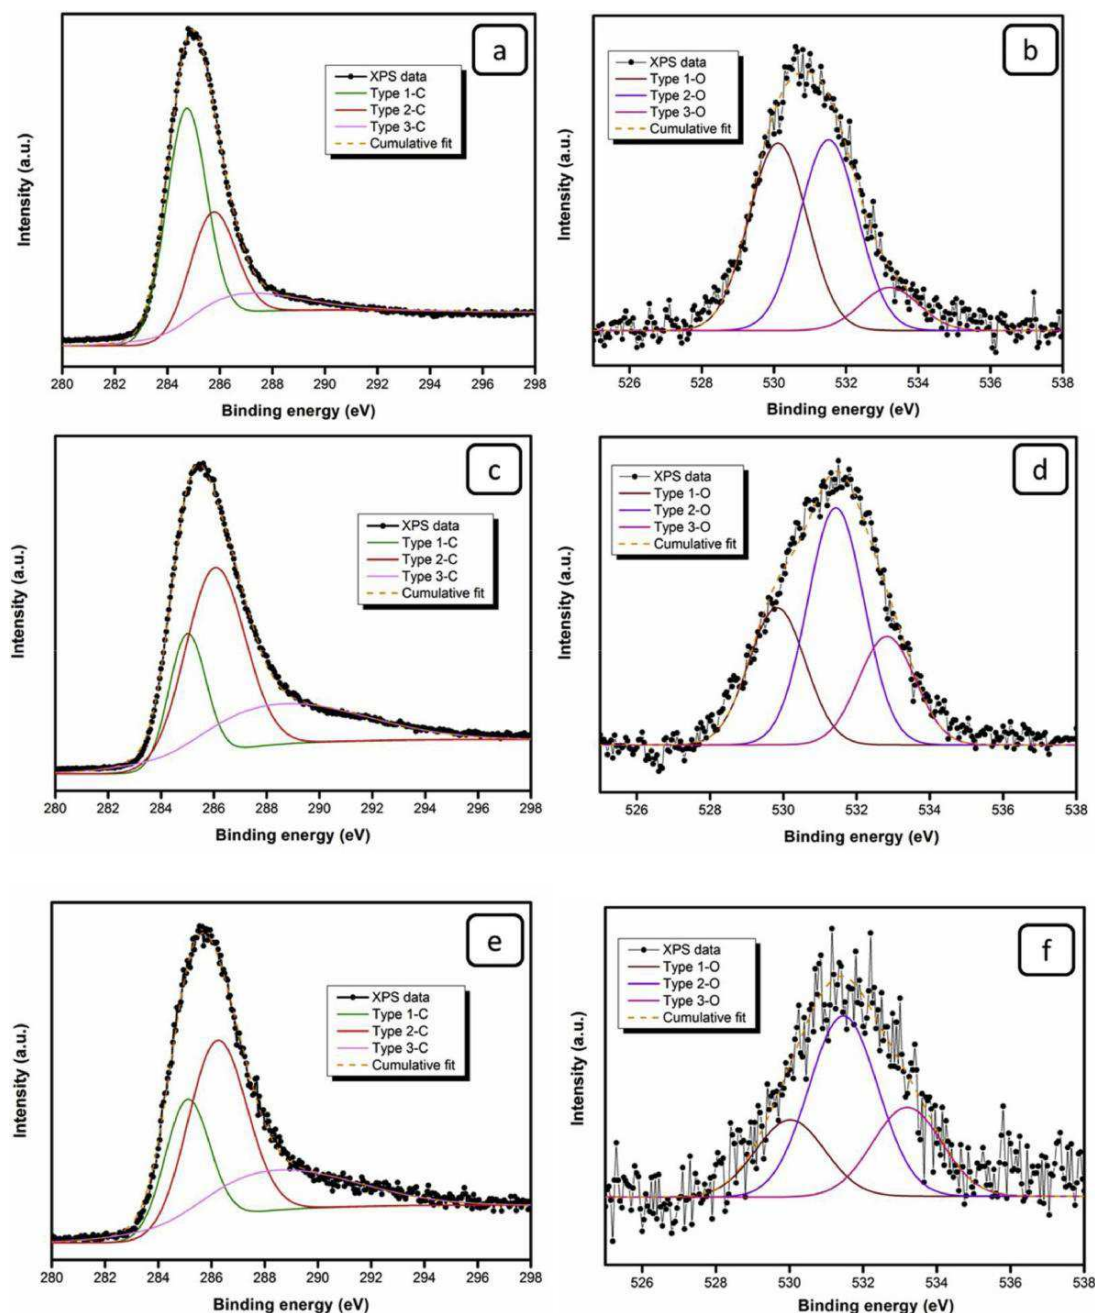 a
XPS data
Type 1-C
Type 2-C
Type 3-C
Cumulative fit
Intensity (a.u.)
280 282 284 286 288 290 292 294 296 298
Binding energy (eV)
b
XPS data
Type 1-O
Type 2-O
Type 3-O
Cumulative fit
Intensity (a.u.)
526 528 530 532 534 536 538
Binding energy (eV)
c
XPS data
Type 1-C
Type 2-C
Type 3-C
Cumulative fit
Intensity (a.u.)
280 282 284 286 288 290 292 294 296 298
Binding energy (eV)
d
XPS data
Type 1-O
Type 2-O
Type 3-O
Cumulative fit
Intensity (a.u.)
526 528 530 532 534 536 538
Binding energy (eV)
e
XPS data
Type 1-C
Type 2-C
Type 3-C
Cumulative fit
Intensity (a.u.)
280 282 284 286 288 290 292 294 296 298
Binding energy (eV)
f
XPS data
Type 1-O
Type 2-O
Type 3-O
Cumulative fit
Intensity (a.u.)
526 528 530 532 534 536 538
Binding energy (eV)